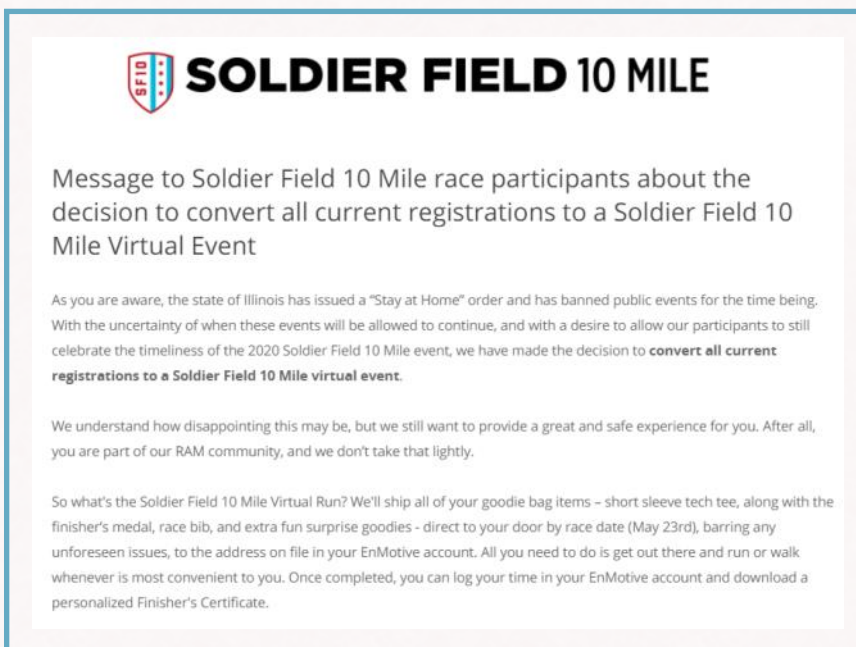 SF10
SOLDIER FIELD 10 MILE
Message to Soldier Field 10 Mile race participants about the
decision to convert all current registrations to a Soldier Field 10
Mile Virtual Event
As you are aware, the state of Illinois has issued a “Stay at Home” order and has banned public events for the time being.
With the uncertainty of when these events will be allowed to continue, and with a desire to allow our participants to still
celebrate the timeliness of the 2020 Soldier Field 10 Mile event, we have made the decision to convert all current
registrations to a Soldier Field 10 Mile virtual event.
We understand how disappointing this may be, but we still want to provide a great and safe experience for you. After all,
you are part of our RAM community, and we don't take that lightly.
So what's the Soldier Field 10 Mile Virtual Run? We'll ship all of your goodie bag items – short sleeve tech tee, along with the
finisher's medal, race bib, and extra fun surprise goodies - direct to your door by race date (May 23rd), barring any
unforeseen issues, to the address on file in your EnMotive account. All you need to do is get out there and run or walk
whenever is most convenient to you. Once completed, you can log your time in your EnMotive account and download a
personalized Finisher's Certificate.